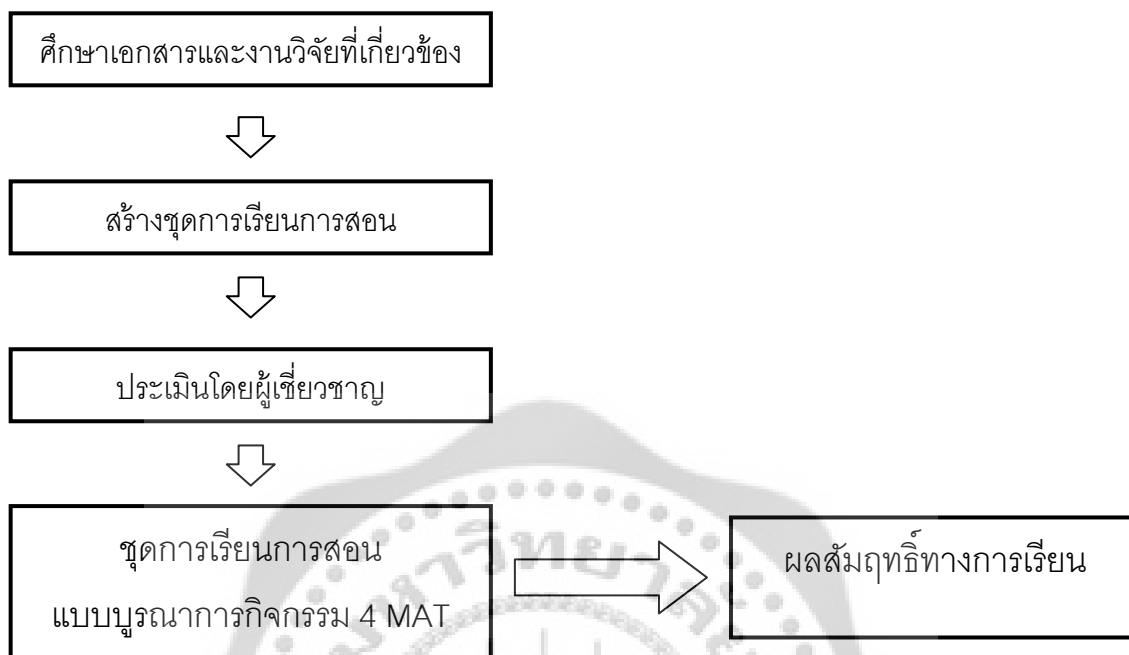 ศึกษาเอกสารและงานวิจัยที่เกี่ยวข้อง
สร้างชุดการเรียนการสอน
ประเมินโดยผู้เชี่ยวชาญ
ชุดการเรียนการสอน
แบบบูรณาการกิจกรรม 4 MAT
ผลสัมฤทธิ์ทางการเรียน